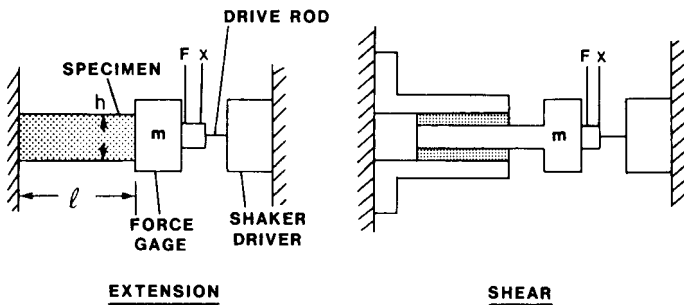 DRIVE ROD
F X
SPECIMEN
h
m
l
FORCE
GAGE
SHAKER
DRIVER
EXTENSION
F X
m
SHEAR